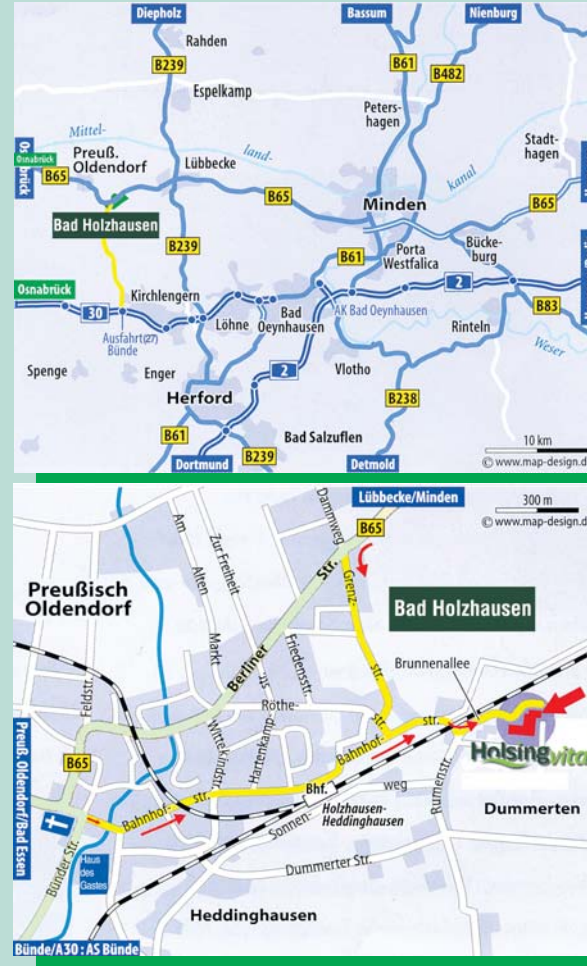 Diepholz
Bassum
Nienburg
Rahden
B239
B61
B482
Espelkamp
Peters-
hagen
Mittel-
land-
kanal
Stadt-
hagen
Osnabrück
Osnabrück
Preuß.
Oldendorf
Lübbecke
B65
B65
B65
Minden
Bad Holzhausen
B239
B61
Porta
Westfalica
Bücke-
burg
Osnabrück
30
Kirchlengern
Löhne
Bad
Oeynhausen
AK Bad Oeynhausen
2
B83
Ausfahrt(27)
Bünde
Rinteln
Weser
Spenge
Enger
2
Vlotho
Herford
B238
B61
Bad Salzuflen
B239
Dortmund
Detmold
10 km
© www.map-design.d
Lübbecke/Minden
B65
300 m
© www.map-design.d
Dammweg
Am
Alten
Markt
Zur Freiheit
Preußisch
Oldendorf
Berliner
Str.
Grenz-
str.
Bad Holzhausen
Feldstr.
Friedensstr.
Brunnenallee
Röthe-
str.
Wittekindstr.
Hartenkamp-
str.
Bahnhof-
str.
Holsingvita
Preuß. Oldendorf/Bad Essen
B65
Bahnhof-
str.
Bhf.
Holzhausen-
Heddinghausen
Sonnen-
weg
Rumenstr.
Dummerten
Bünder Str.
Haus
des
Gastes
Dummerter Str.
Heddinghausen
Bünde/A30 : AS Bünde